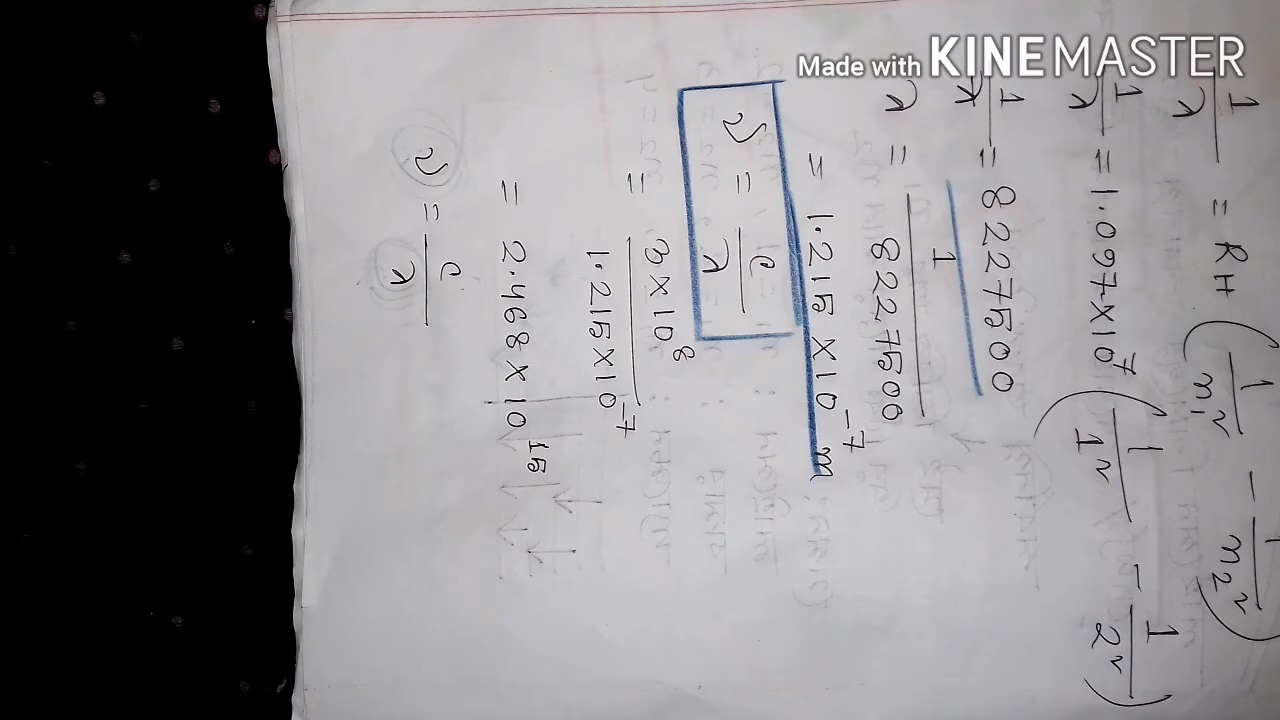 Made with KINEMASTER
1/λ = RH (1/n₁² - 1/n₂²)
1/λ = 1.097×10⁷ (1/1² - 1/2²)
1/λ = 8227500
λ = 1/8227500
= 1.215 × 10⁻⁷ m
ν = c/λ
= 3×10⁸/1.215×10⁻⁷
= 2.468 × 10¹⁵
ν = c/λ